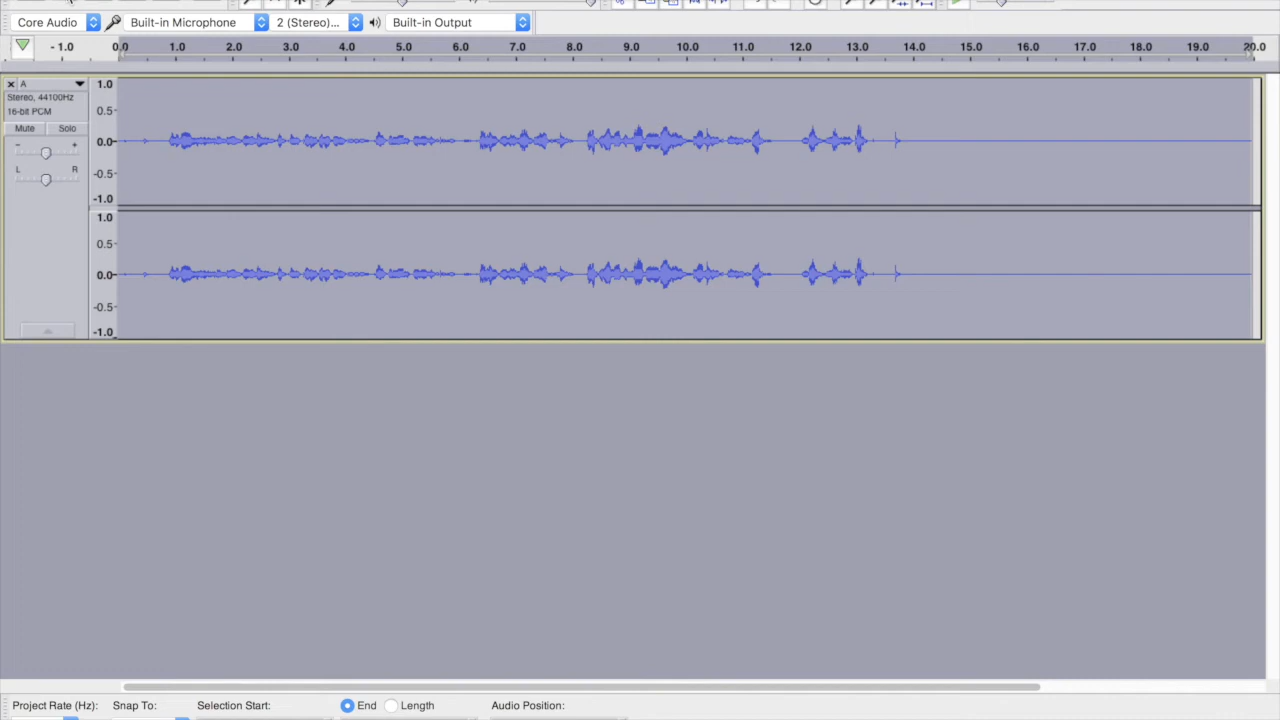 Core Audio Built-in Microphone 2 (Stereo)... Built-in Output
- 1.0 0.0 1.0 2.0 3.0 4.0 5.0 6.0 7.0 8.0 9.0 10.0 11.0 12.0 13.0 14.0 15.0 16.0 17.0 18.0 19.0 20.0
A
Stereo, 44100Hz
16-bit PCM
Mute Solo
- +
L R
1.0
0.5-
0.0-
-0.5-
-1.0
1.0
0.5-
0.0-
-0.5-
-1.0
Project Rate (Hz): Snap To: Selection Start: End Length Audio Position: